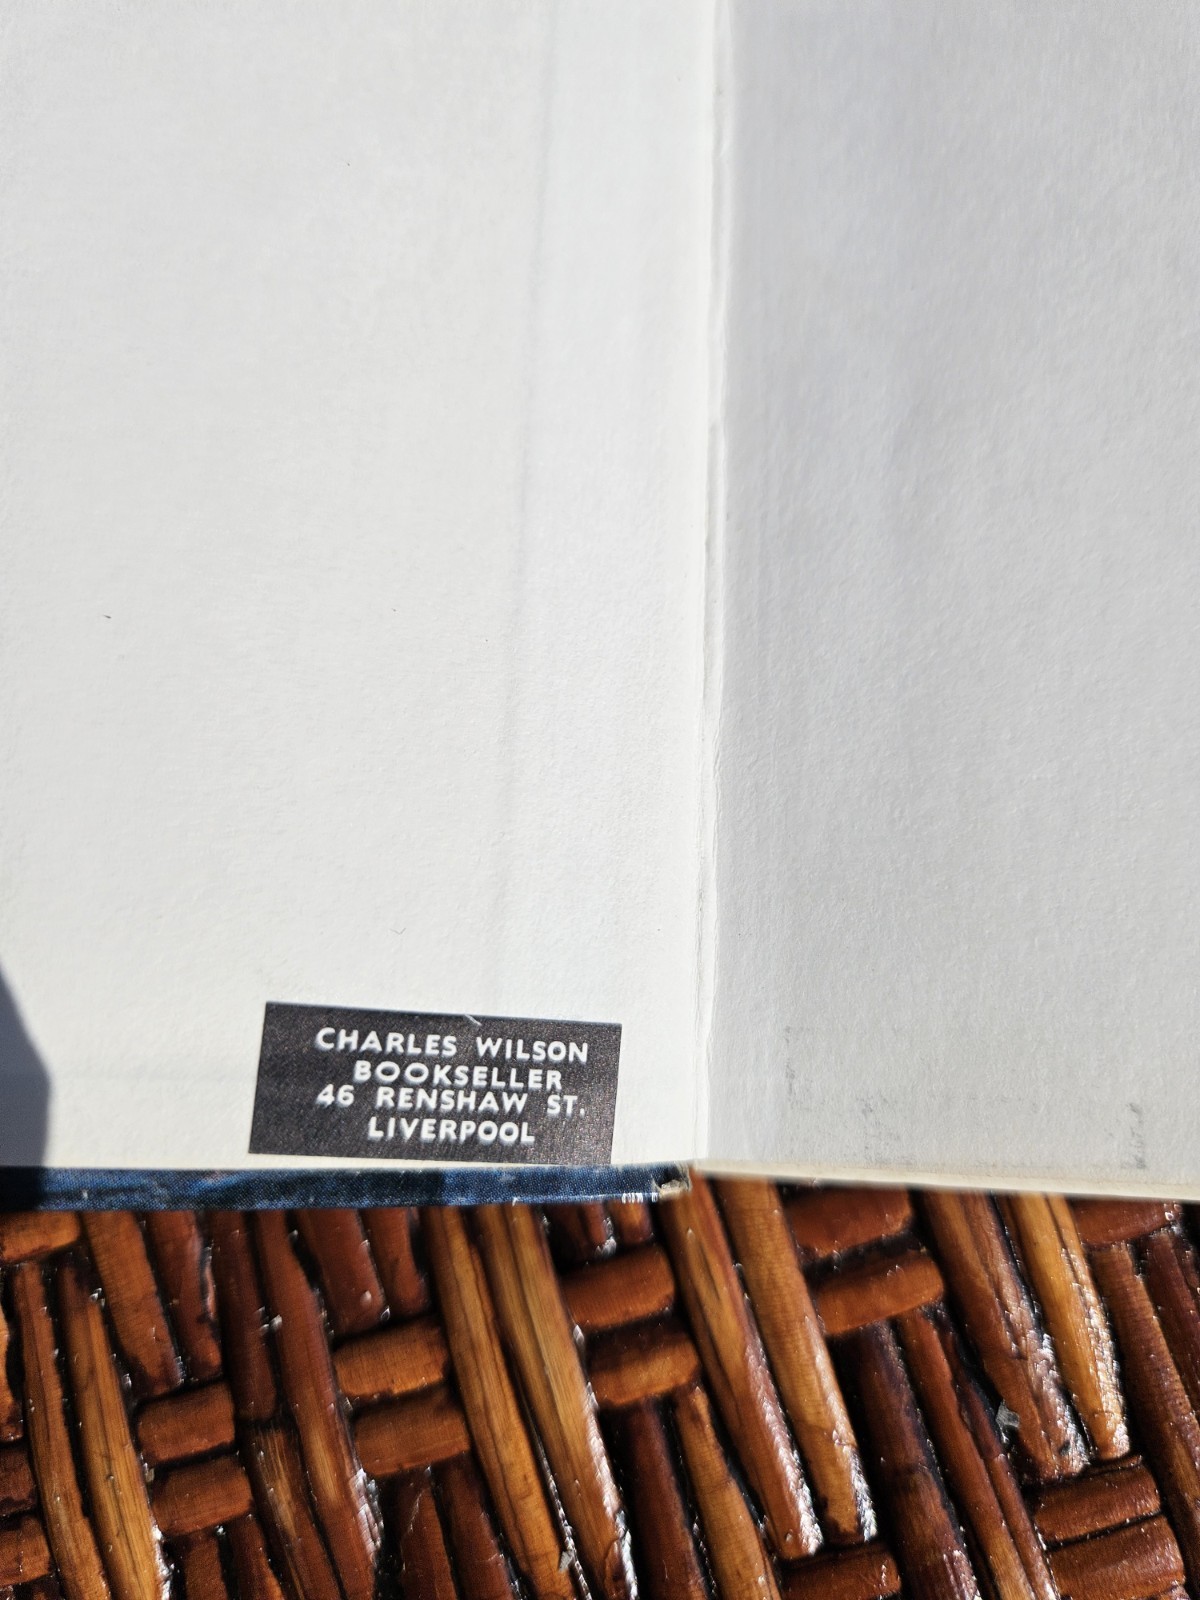 CHARLES WILSON
BOOKSELLER
46 RENSHAW ST.
LIVERPOOL